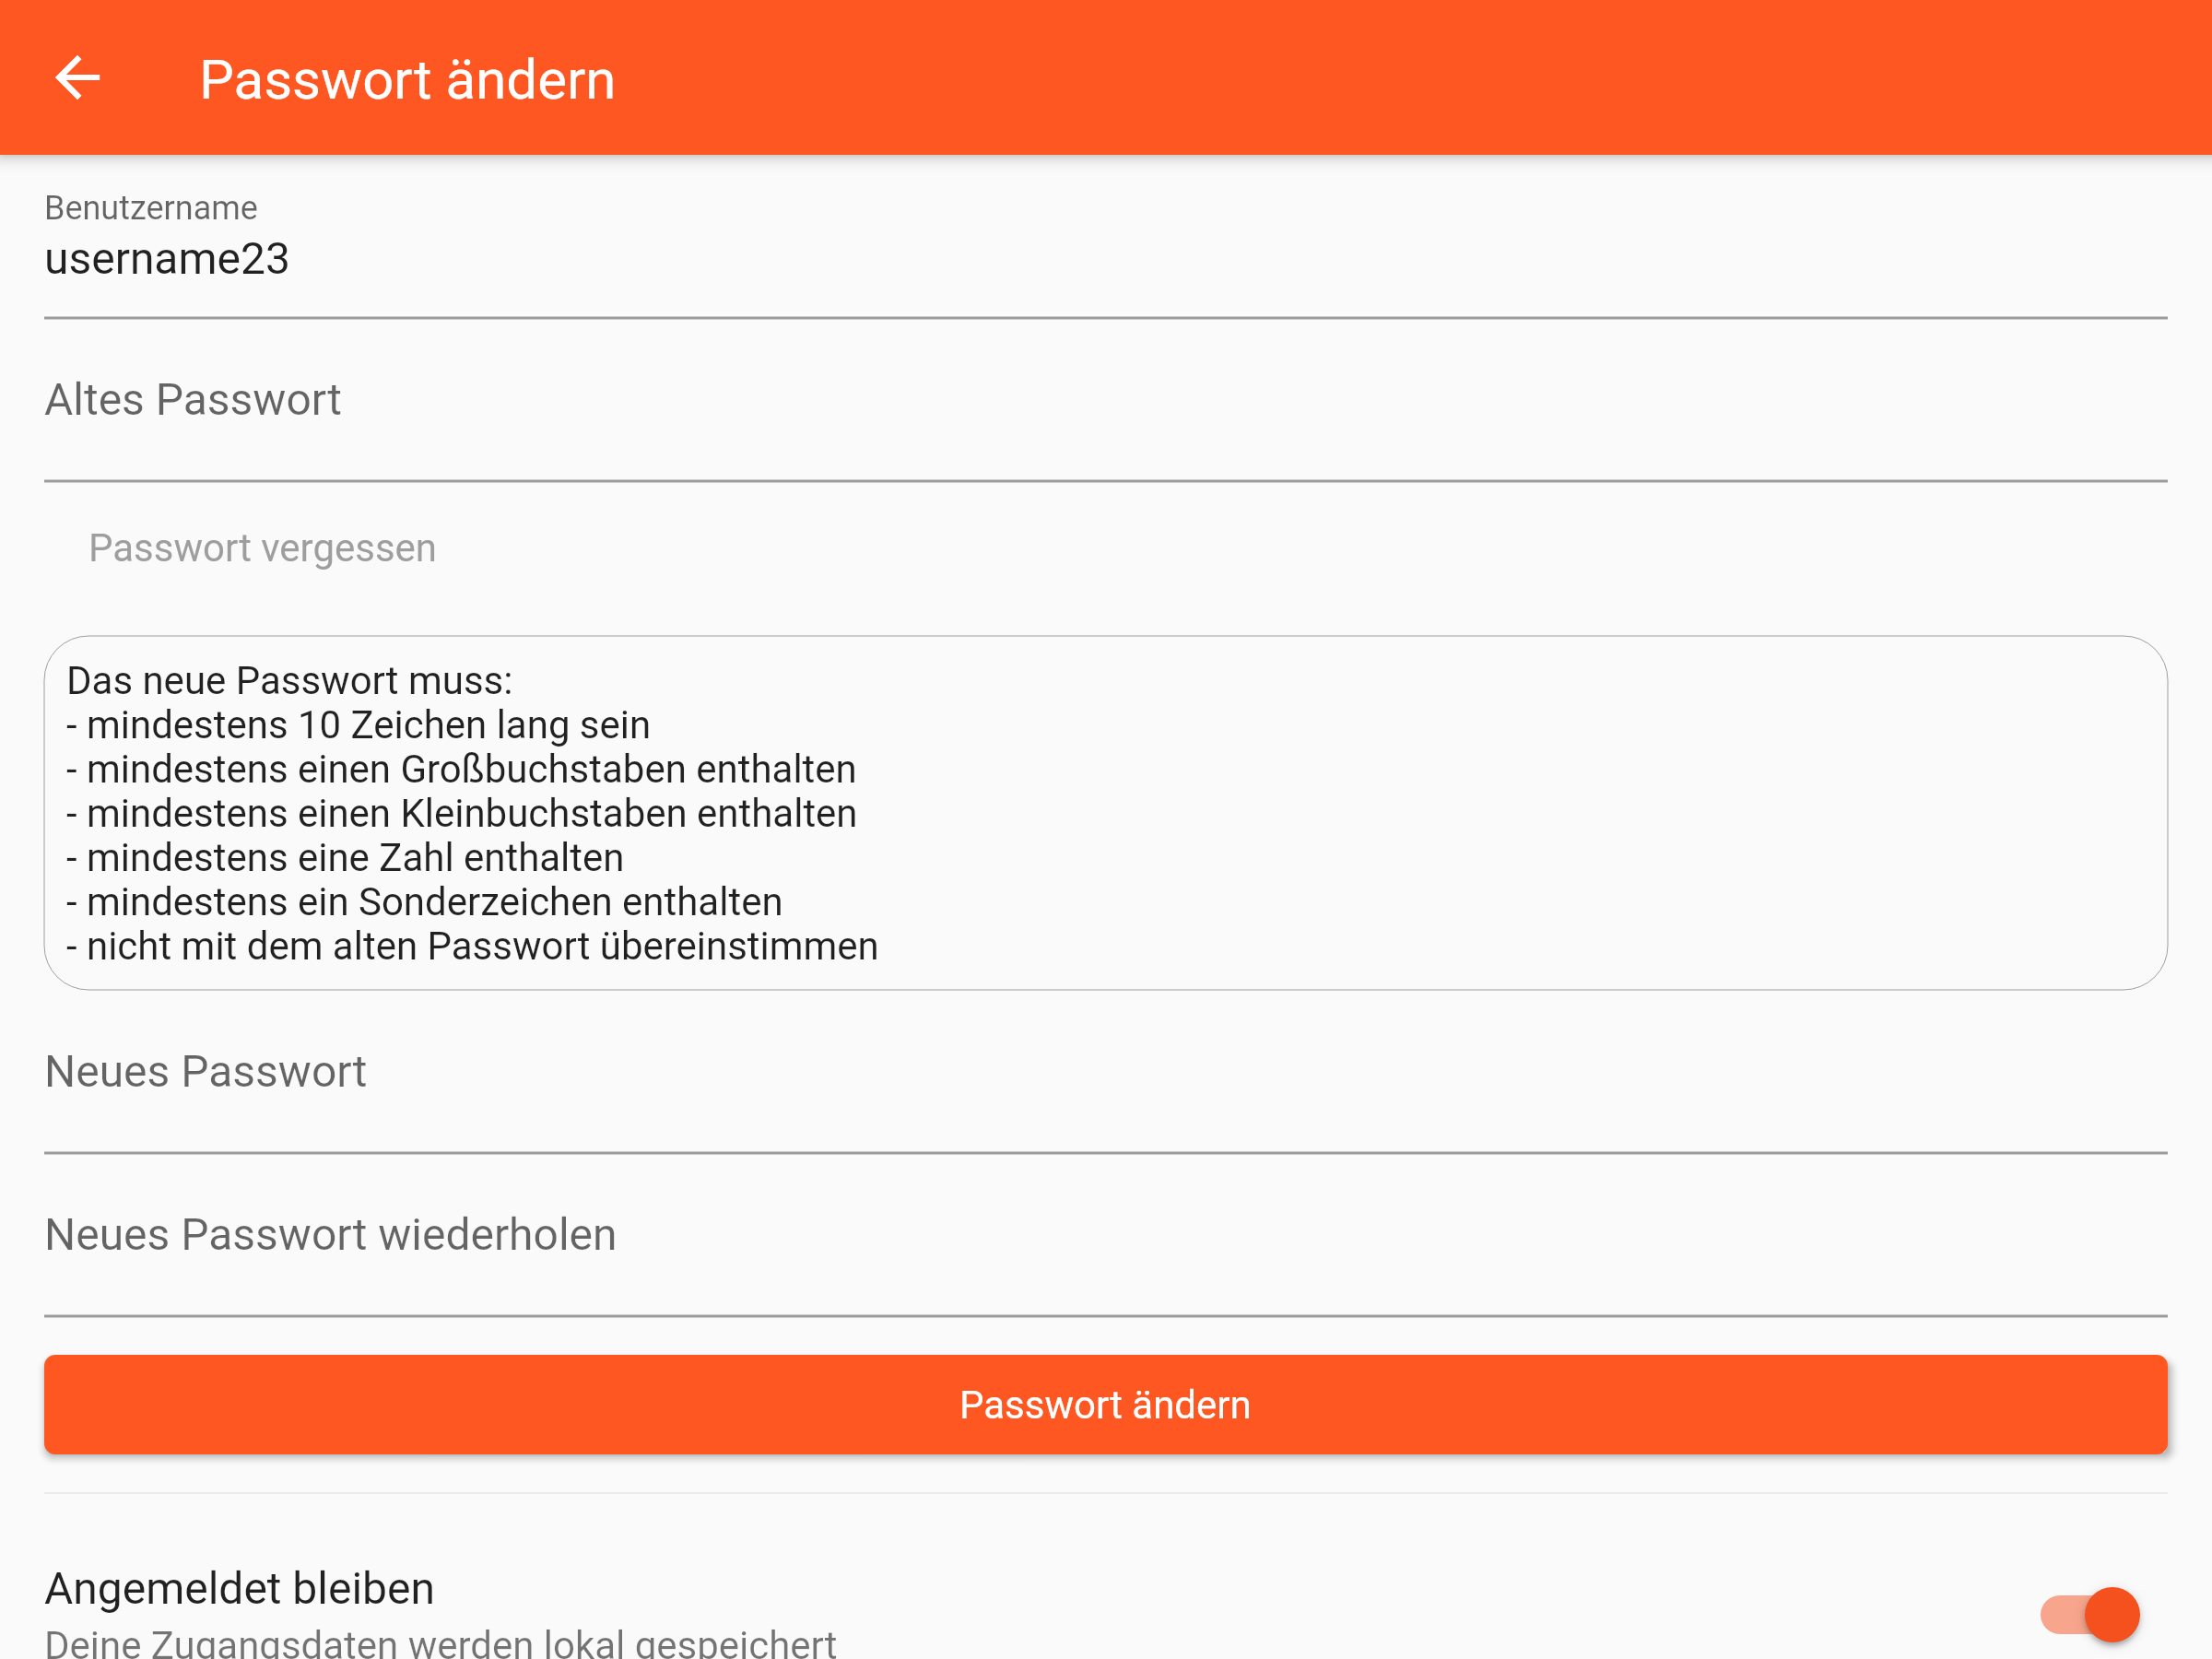 Passwort ändern
Benutzername
username23
Altes Passwort
Passwort vergessen
Das neue Passwort muss:
- mindestens 10 Zeichen lang sein
- mindestens einen Großbuchstaben enthalten
- mindestens einen Kleinbuchstaben enthalten
- mindestens eine Zahl enthalten
- mindestens ein Sonderzeichen enthalten
- nicht mit dem alten Passwort übereinstimmen
Neues Passwort
Neues Passwort wiederholen
Passwort ändern
Angemeldet bleiben
Deine Zugangsdaten werden lokal gespeichert